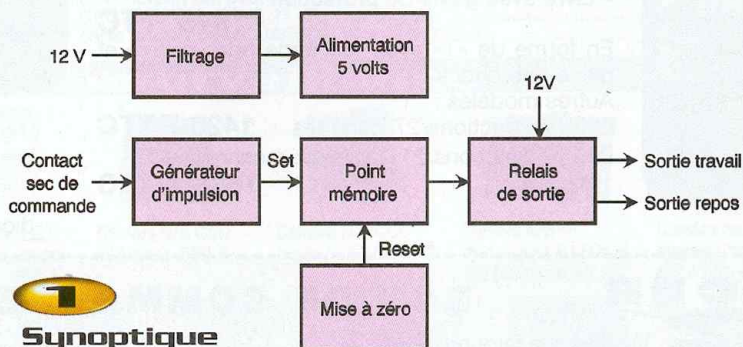 12 V
Filtrage
Alimentation
5 volts
12V
Contact
sec de
commande
Générateur
d'impulsion
Set
Point
mémoire
Relais
de sortie
Sortie travail
Sortie repos
Reset
Mise à zéro
1
Synoptique